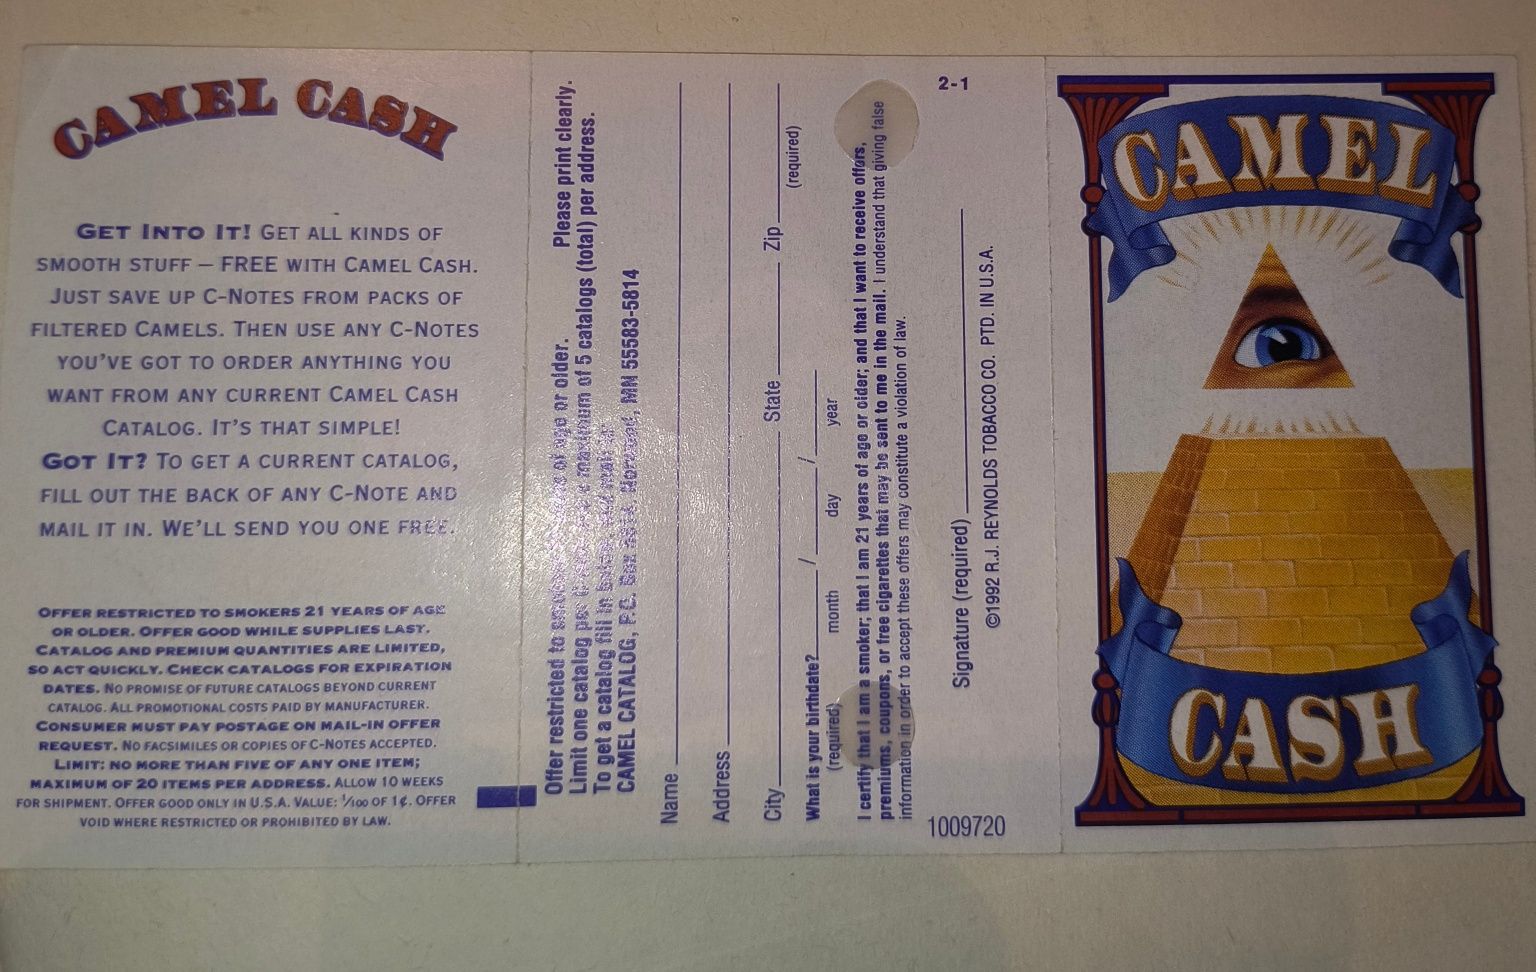 CAMEL CASH
GET INTO IT! GET ALL KINDS OF
SMOOTH STUFF – FREE WITH CAMEL CASH.
JUST SAVE UP C-NOTES FROM PACKS OF
FILTERED CAMELS. THEN USE ANY C-NOTES
YOU'VE GOT TO ORDER ANYTHING YOU
WANT FROM ANY CURRENT CAMEL CASH
CATALOG. IT'S THAT SIMPLE!
GOT IT? TO GET A CURRENT CATALOG,
FILL OUT THE BACK OF ANY C-NOTE AND
MAIL IT IN. WE'LL SEND YOU ONE FREE.
OFFER RESTRICTED TO SMOKERS 21 YEARS OF AGE
OR OLDER. OFFER GOOD WHILE SUPPLIES LAST.
CATALOG AND PREMIUM QUANTITIES ARE LIMITED,
SO ACT QUICKLY. CHECK CATALOGS FOR EXPIRATION
DATES. NO PROMISE OF FUTURE CATALOGS BEYOND CURRENT
CATALOG. ALL PROMOTIONAL COSTS PAID BY MANUFACTURER.
CONSUMER MUST PAY POSTAGE ON MAIL-IN OFFER
REQUEST. NO FACSIMILES OR COPIES OF C-NOTES ACCEPTED.
LIMIT: NO MORE THAN FIVE OF ANY ONE ITEM;
MAXIMUM OF 20 ITEMS PER ADDRESS. ALLOW 10 WEEKS
FOR SHIPMENT. OFFER GOOD ONLY IN U.S.A. VALUE: 1/100 OF 1¢. OFFER
VOID WHERE RESTRICTED OR PROHIBITED BY LAW.
Offer restricted to of age or older. Please print clearly.
Limit one catalog per maximum of 5 catalogs (total) per address.
To get a catalog fill in
CAMEL CATALOG, P.O. Box MN 55583-5814
Name
Address
City State Zip
(required)
What is your birthdate? / /
(required) month day year
I certify that I am a smoker; that I am 21 years of age or older; and that I want to receive offers,
premiums, coupons, or free cigarettes that may be sent to me in the mail. I understand that giving false
information in order to accept these offers may constitute a violation of law.
2-1
Signature (required)
©1992 R.J. REYNOLDS TOBACCO CO. PTD. IN U.S.A.
1009720
CAMEL
CASH